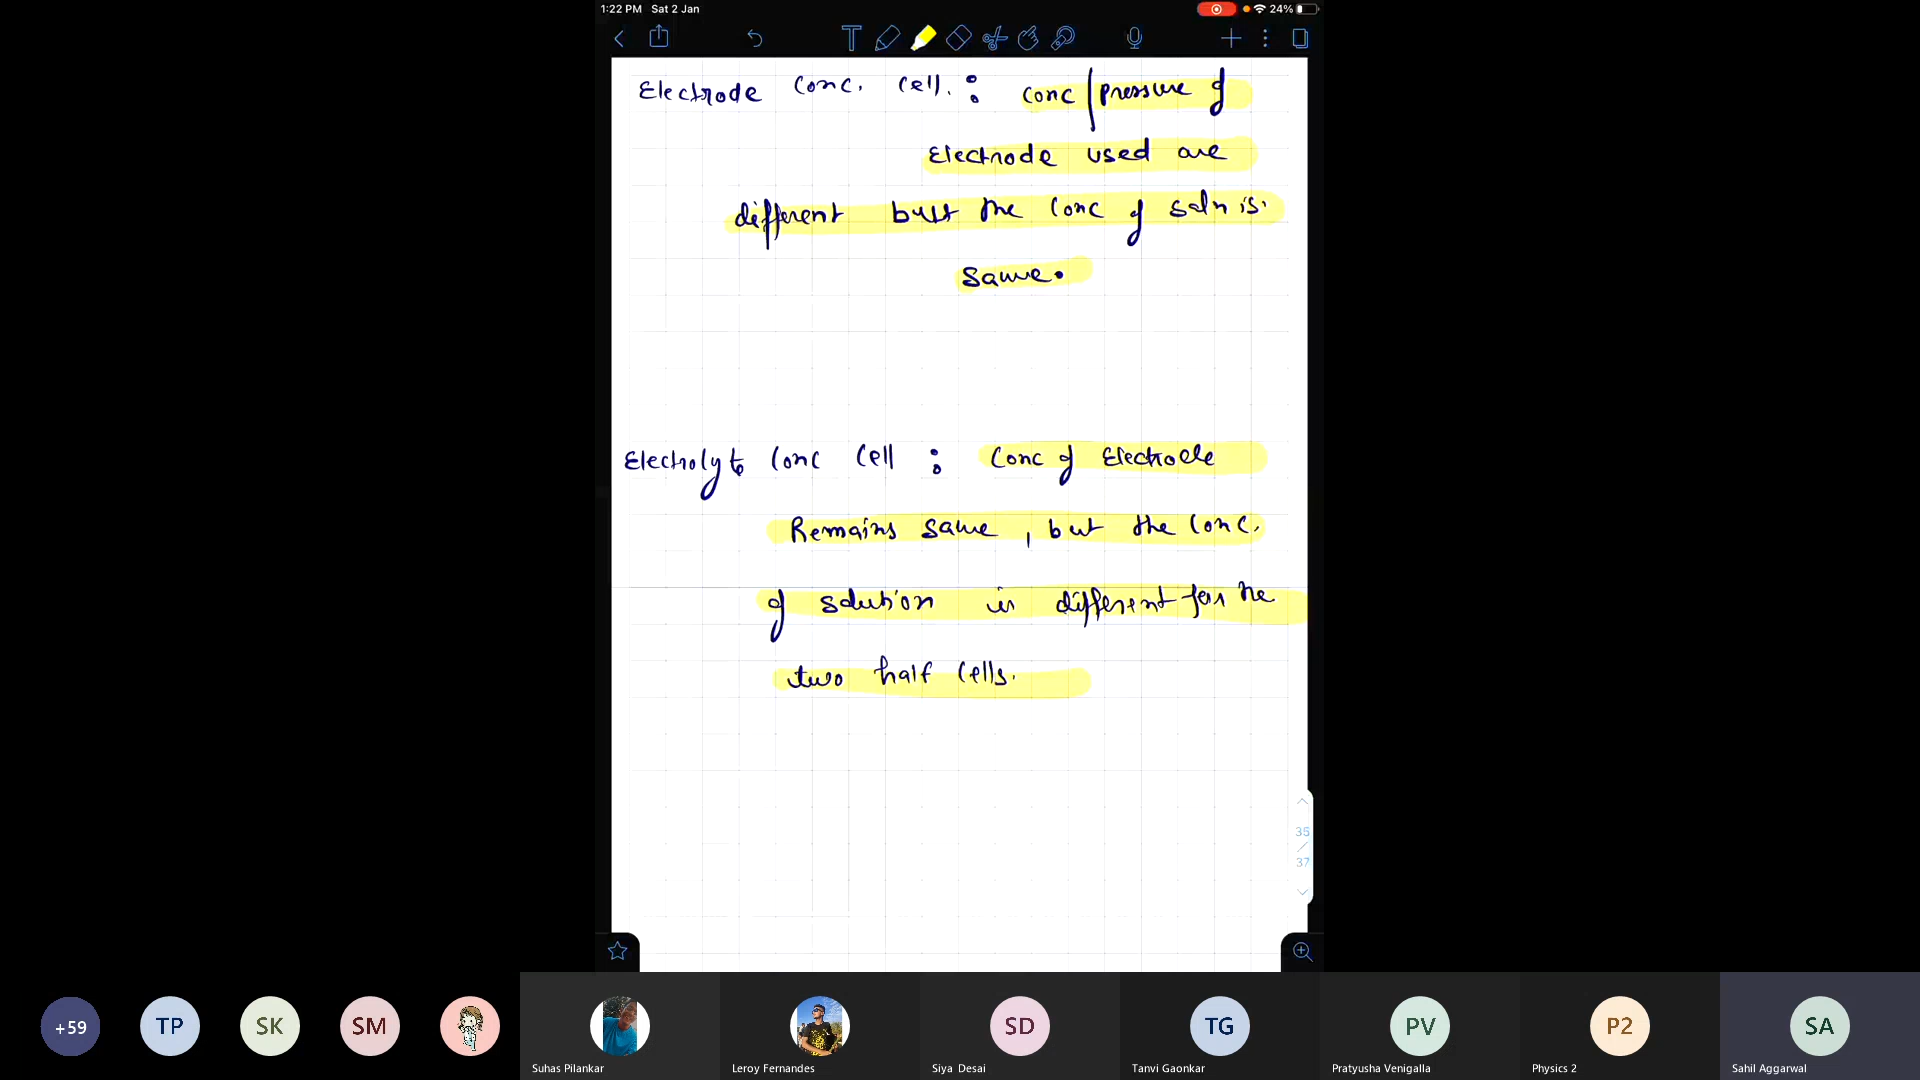 1:22 PM Sat 2 Jan
24%
Electrode conc. cell. : conc/pressure of
Electrode used are
different butt the conc of soln is.
same.
Electrolyte conc cell : conc of Electrode
Remains same, but the conc.
of solution is different for the
two half cells.
35
/
37
+59
TP
SK
SM
SD
TG
PV
P2
SA
Suhas Pilankar
Leroy Fernandes
Siya Desai
Tanvi Gaonkar
Pratyusha Venigalla
Physics 2
Sahil Aggarwal